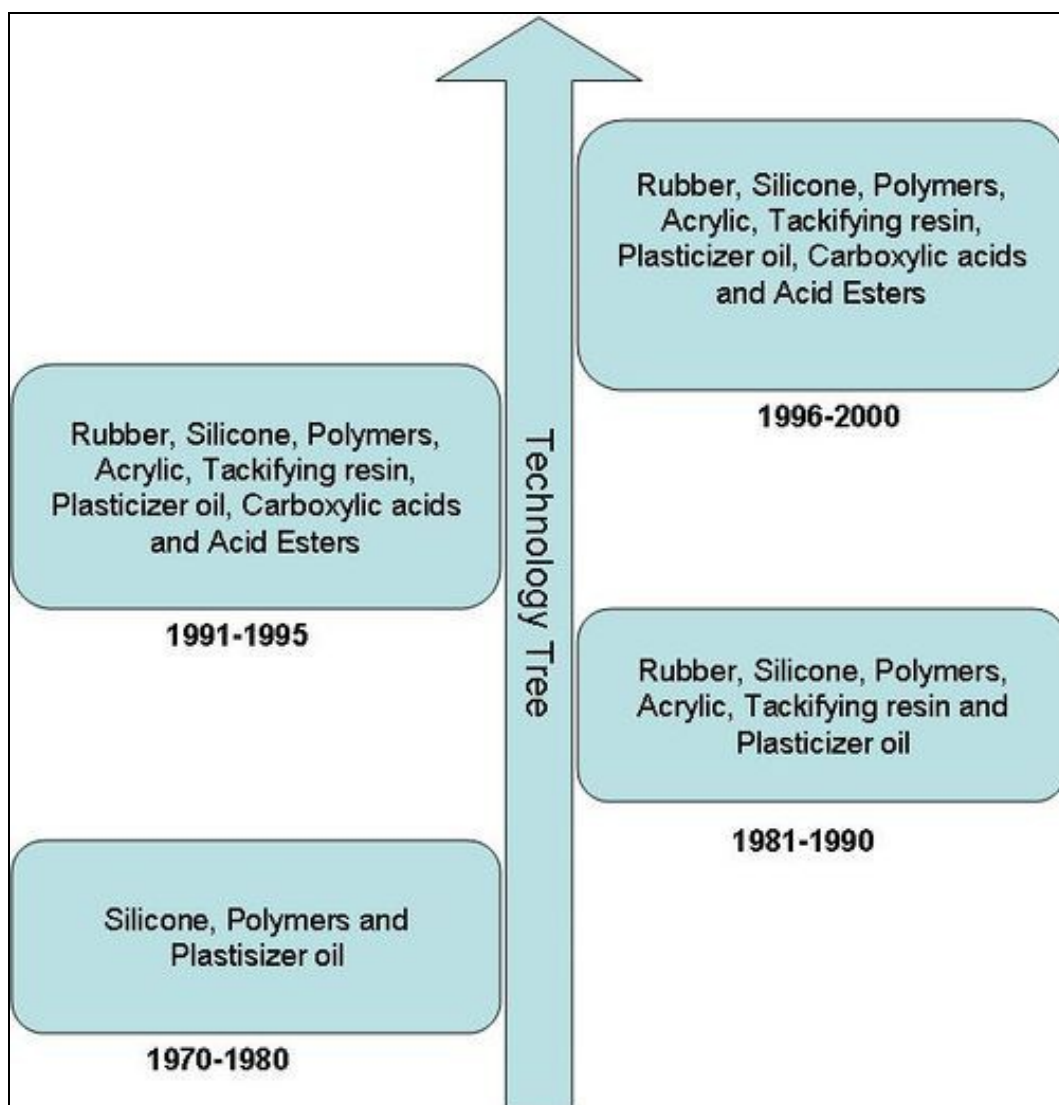 Rubber, Silicone, Polymers,
Acrylic, Tackifying resin,
Plasticizer oil, Carboxylic acids
and Acid Esters
1996-2000
Rubber, Silicone, Polymers,
Acrylic, Tackifying resin,
Plasticizer oil, Carboxylic acids
and Acid Esters
1991-1995
Technology Tree
Rubber, Silicone, Polymers,
Acrylic, Tackifying resin and
Plasticizer oil
1981-1990
Silicone, Polymers and
Plastisizer oil
1970-1980